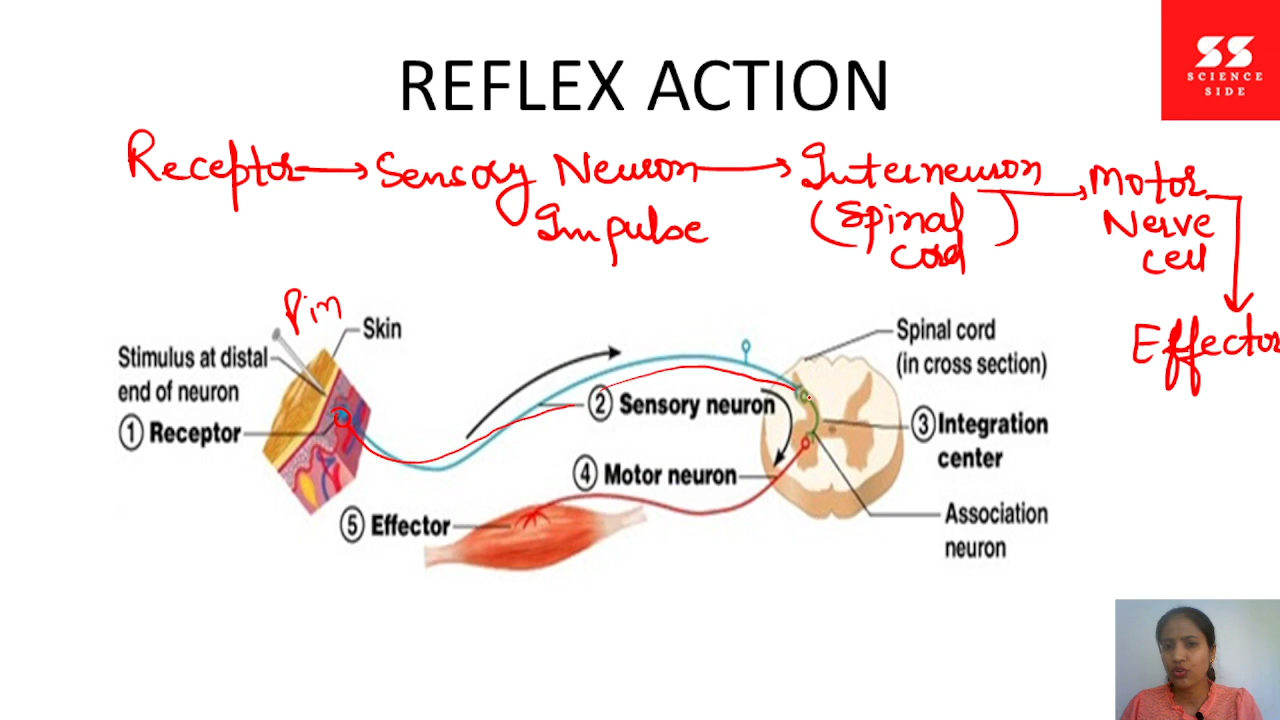 REFLEX ACTION
SS
SCIENCE
SIDE
Receptor → Sensory Neuron → Interneuron → Motor
Impulse (Spinal cord) Nerve
cell
Effector
Pin
Skin
Stimulus at distal
end of neuron
① Receptor
② Sensory neuron
Spinal cord
(in cross section)
③ Integration
center
④ Motor neuron
⑤ Effector
Association
neuron